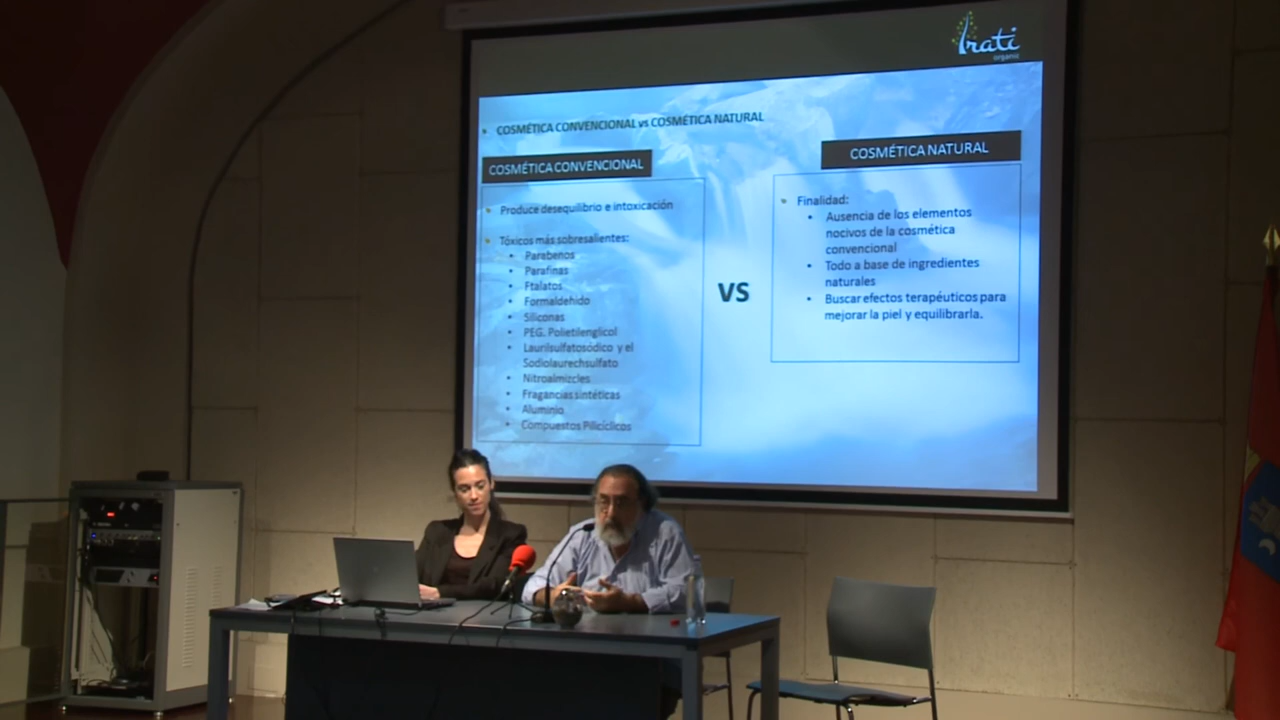 Irati
organic
COSMÉTICA CONVENCIONAL vs COSMÉTICA NATURAL
COSMÉTICA CONVENCIONAL
Produce desequilibrio e intoxicación
Tóxicos más sobresalientes:
Parabenos
Parafinas
Ftalatos
Formaldehido
Siliconas
PEG. Polietilenglicol
Laurilsulfatosódico y el
Sodiolaurechsulfato
Nitroalmizcles
Fragancias sintéticas
Aluminio
Compuestos Pilicíclicos
VS
COSMÉTICA NATURAL
Finalidad:
Ausencia de los elementos
nocivos de la cosmética
convencional
Todo a base de ingredientes
naturales
Buscar efectos terapéuticos para
mejorar la piel y equilibrarla.